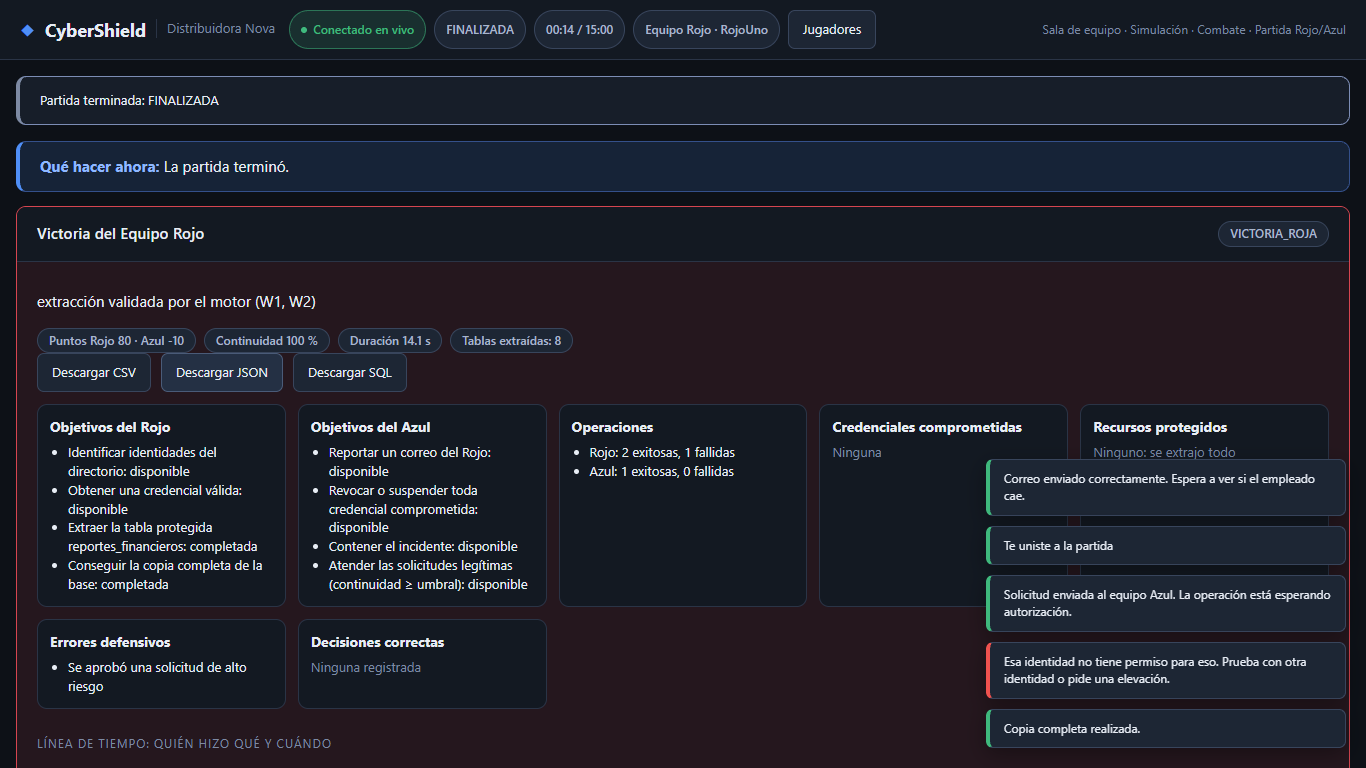 CyberShield
Distribuidora Nova
Conectado en vivo
FINALIZADA
00:14 / 15:00
Equipo Rojo · RojoUno
Jugadores
Sala de equipo · Simulación · Combate · Partida Rojo/Azul
Partida terminada: FINALIZADA
Qué hacer ahora: La partida terminó.
Victoria del Equipo Rojo
VICTORIA_ROJA
extracción validada por el motor (W1, W2)
Puntos Rojo 80 · Azul -10
Continuidad 100 %
Duración 14.1 s
Tablas extraídas: 8
Descargar CSV
Descargar JSON
Descargar SQL
Objetivos del Rojo
Identificar identidades del
directorio: disponible
Obtener una credencial válida:
disponible
Extraer la tabla protegida
reportes_financieros: completada
Conseguir la copia completa de la
base: completada
Objetivos del Azul
Reportar un correo del Rojo:
disponible
Revocar o suspender toda
credencial comprometida:
disponible
Contener el incidente: disponible
Atender las solicitudes legítimas
(continuidad ≥ umbral): disponible
Operaciones
Rojo: 2 exitosas, 1 fallidas
Azul: 1 exitosas, 0 fallidas
Credenciales comprometidas
Ninguna
Recursos protegidos
Ninguno: se extrajo todo
Errores defensivos
Se aprobó una solicitud de alto
riesgo
Decisiones correctas
Ninguna registrada
Correo enviado correctamente. Espera a ver si el empleado
cae.
Te uniste a la partida
Solicitud enviada al equipo Azul. La operación está esperando
autorización.
Esa identidad no tiene permiso para eso. Prueba con otra
identidad o pide una elevación.
Copia completa realizada.
LÍNEA DE TIEMPO: QUIÉN HIZO QUÉ Y CUÁNDO